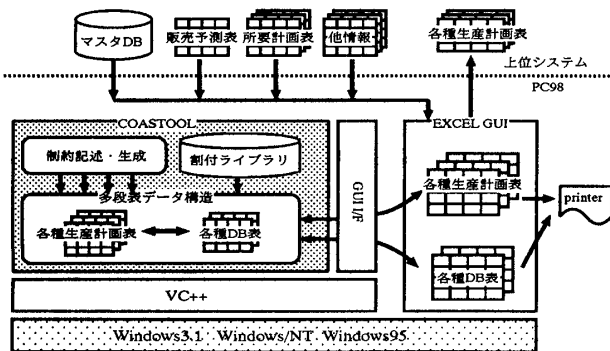 マスタDB
販売予測表
所要計画表
他情報
各種生産計画表
上位システム
PC98
COASTOOL
制約記述・生成
割付ライブラリ
多段表データ構造
各種生産計画表
各種DB表
GUI I/F
EXCEL GUI
各種生産計画表
各種DB表
printer
VC++
Windows3.1 Windows/NT Windows95